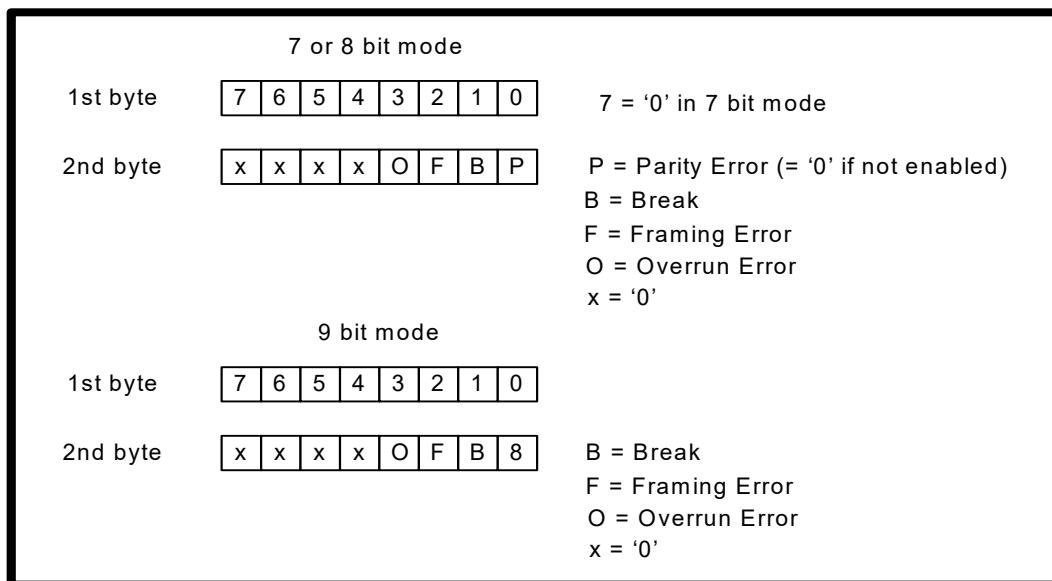 7 or 8 bit mode
1st byte 7 6 5 4 3 2 1 0 7 = ‘0’ in 7 bit mode
2nd byte x x x x O F B P P = Parity Error (= ‘0’ if not enabled)
B = Break
F = Framing Error
O = Overrun Error
x = ‘0’
9 bit mode
1st byte 7 6 5 4 3 2 1 0
2nd byte x x x x O F B 8 B = Break
F = Framing Error
O = Overrun Error
x = ‘0’